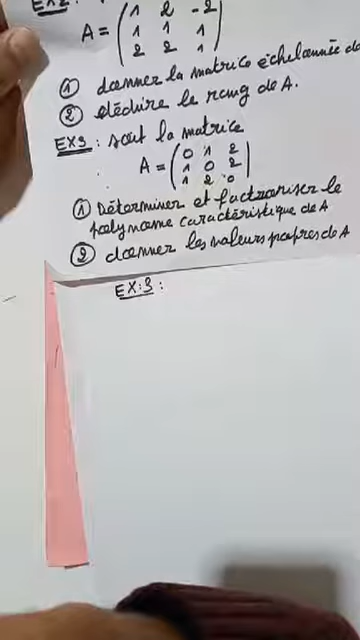 EX2:
A = ( 1 2 -2
1 1 1
2 2 1 )
① donner la matrice échelonnée de
② déduire le rang de A.
EX3 : soit la matrice
A = ( 0 1 2
1 0 2
1 2 0 )
① Déterminer et factoriser le
polynome caractéristique de A
② donner les valeurs propres de A
EX:3 :